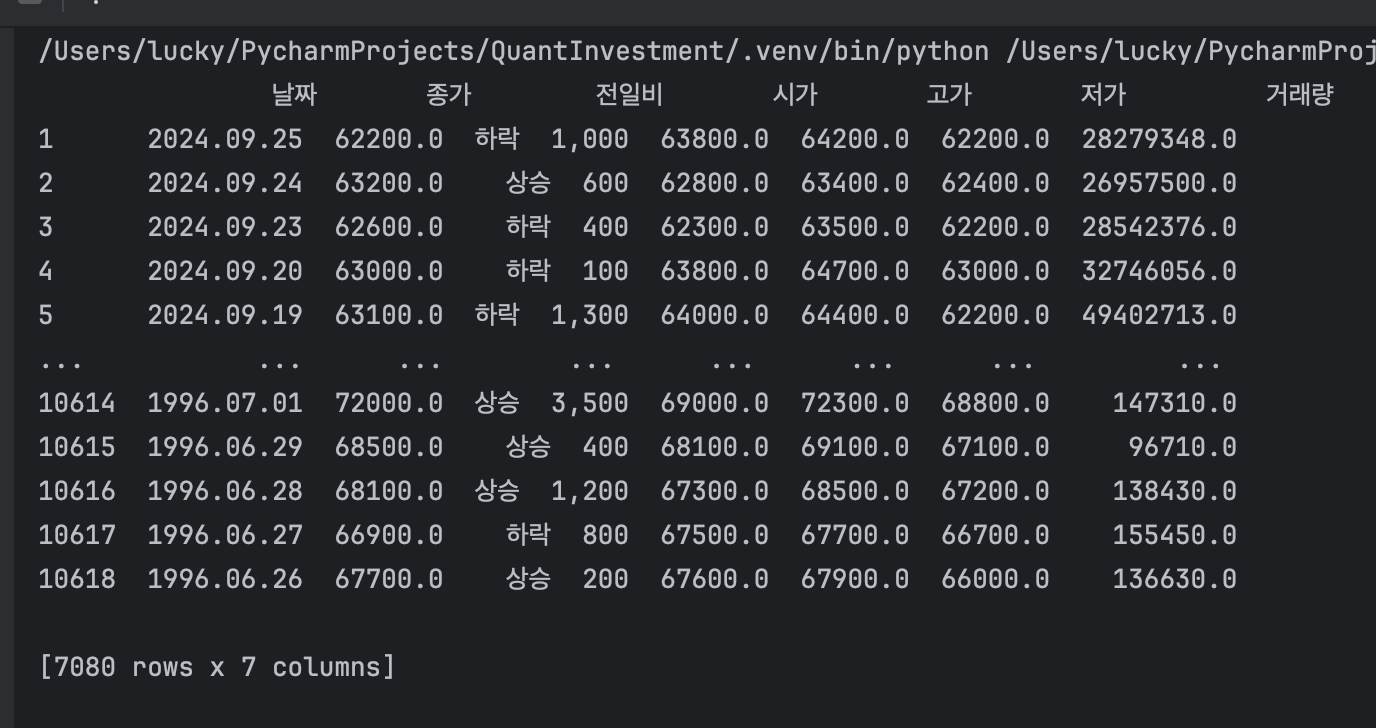 /Users/lucky/PycharmProjects/QuantInvestment/.venv/bin/python /Users/lucky/PycharmProj
날짜 종가 전일비 시가 고가 저가 거래량
1 2024.09.25 62200.0 하락 1,000 63800.0 64200.0 62200.0 28279348.0
2 2024.09.24 63200.0 상승 600 62800.0 63400.0 62400.0 26957500.0
3 2024.09.23 62600.0 하락 400 62300.0 63500.0 62200.0 28542376.0
4 2024.09.20 63000.0 하락 100 63800.0 64700.0 63000.0 32746056.0
5 2024.09.19 63100.0 하락 1,300 64000.0 64400.0 62200.0 49402713.0
... ... ... ... ... ... ... ...
10614 1996.07.01 72000.0 상승 3,500 69000.0 72300.0 68800.0 147310.0
10615 1996.06.29 68500.0 상승 400 68100.0 69100.0 67100.0 96710.0
10616 1996.06.28 68100.0 상승 1,200 67300.0 68500.0 67200.0 138430.0
10617 1996.06.27 66900.0 하락 800 67500.0 67700.0 66700.0 155450.0
10618 1996.06.26 67700.0 상승 200 67600.0 67900.0 66000.0 136630.0
[7080 rows x 7 columns]